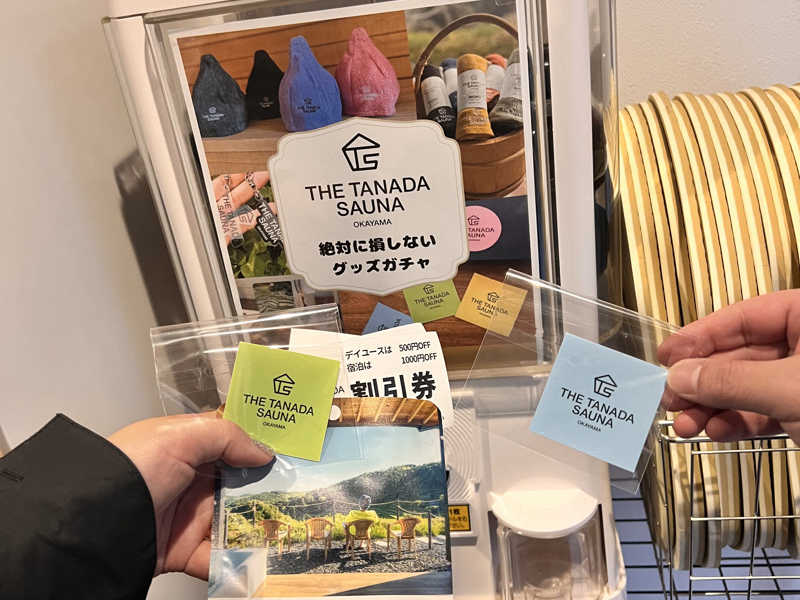 THE TANADA
SAUNA
OKAYAMA
絶対に損しない
グッズガチャ
THE TANADA
SAUNA
THE TANADA
SAUNA
THE TANADA
SAUNA
デイユースは 500円OFF
宿泊は 1000円OFF
割引券
THE TANADA
SAUNA
OKAYAMA
THE TANADA
SAUNA
OKAYAMA